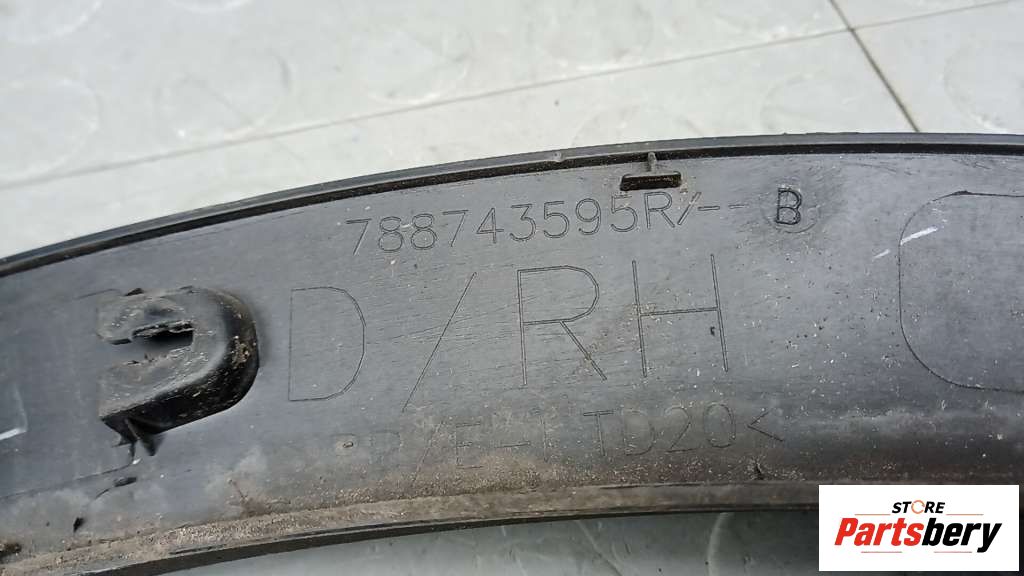 788743595R/-- B
D/RH
TD20<
STORE
Partsbery